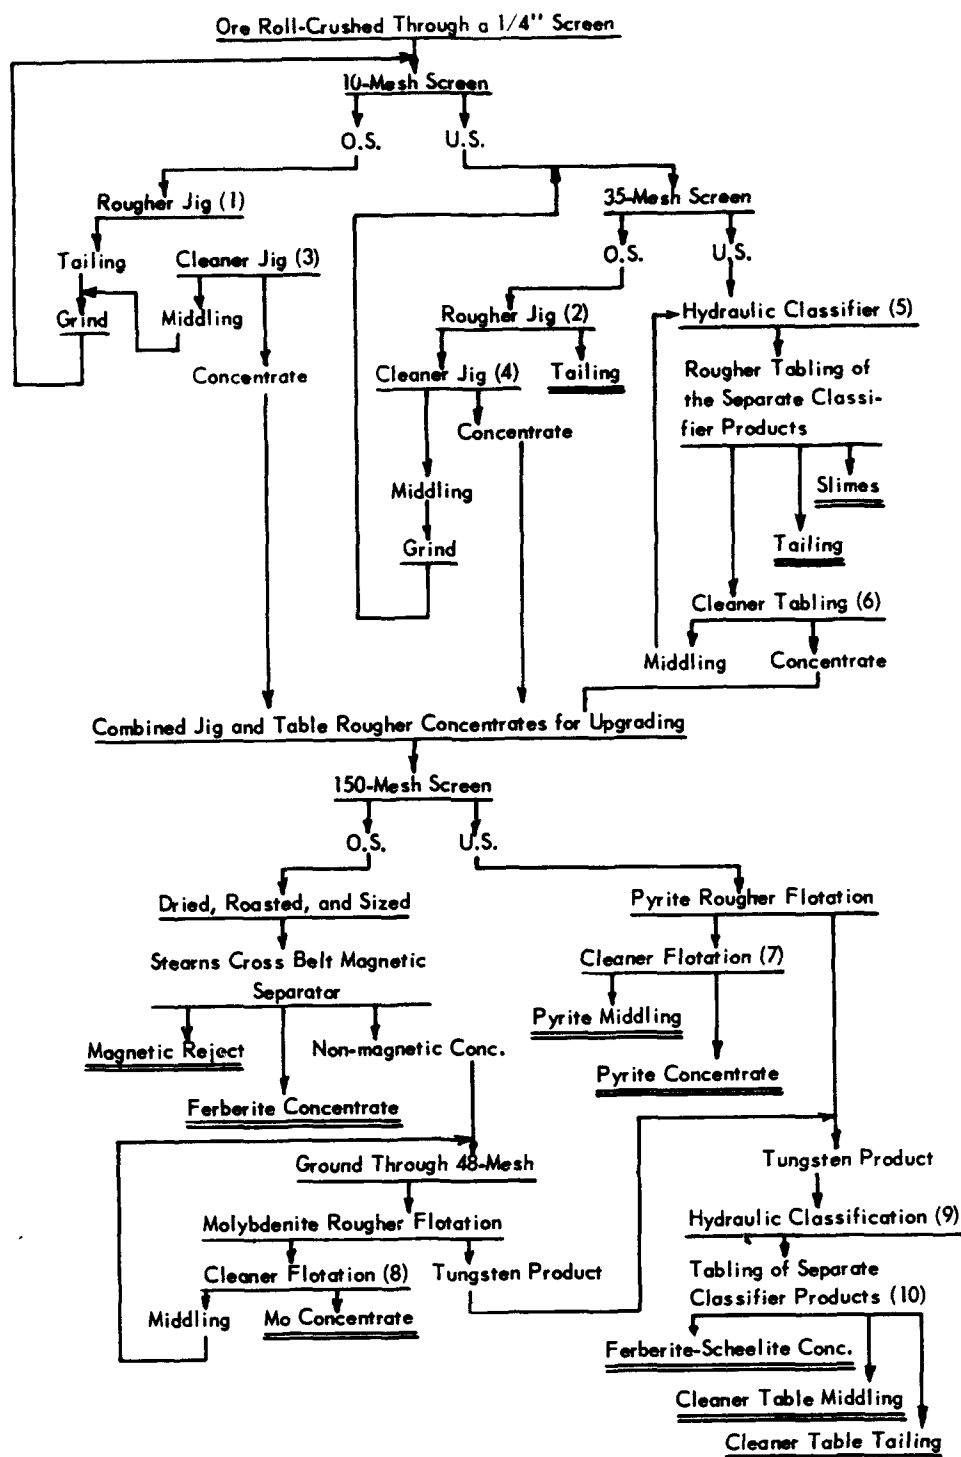 Ore Roll-Crushed Through a 1/4" Screen
10-Mesh Screen
O.S.
U.S.
Rougher Jig (1)
35-Mesh Screen
Tailing
Cleaner Jig (3)
O.S.
U.S.
Grind
Middling
Rougher Jig (2)
Hydraulic Classifier (5)
Concentrate
Cleaner Jig (4)
Tailing
Rougher Tabling of
the Separate Classi-
fier Products
Concentrate
Middling
Slimes
Grind
Tailing
Cleaner Tabling (6)
Middling
Concentrate
Combined Jig and Table Rougher Concentrates for Upgrading
150-Mesh Screen
O.S.
U.S.
Dried, Roasted, and Sized
Pyrite Rougher Flotation
Stearns Cross Belt Magnetic
Separator
Cleaner Flotation (7)
Pyrite Middling
Magnetic Reject
Non-magnetic Conc.
Pyrite Concentrate
Ferberite Concentrate
Ground Through 48-Mesh
Tungsten Product
Molybdenite Rougher Flotation
Hydraulic Classification (9)
Cleaner Flotation (8)
Tungsten Product
Tabling of Separate
Classifier Products (10)
Middling
Mo Concentrate
Ferberite-Scheelite Conc.
Cleaner Table Middling
Cleaner Table Tailing